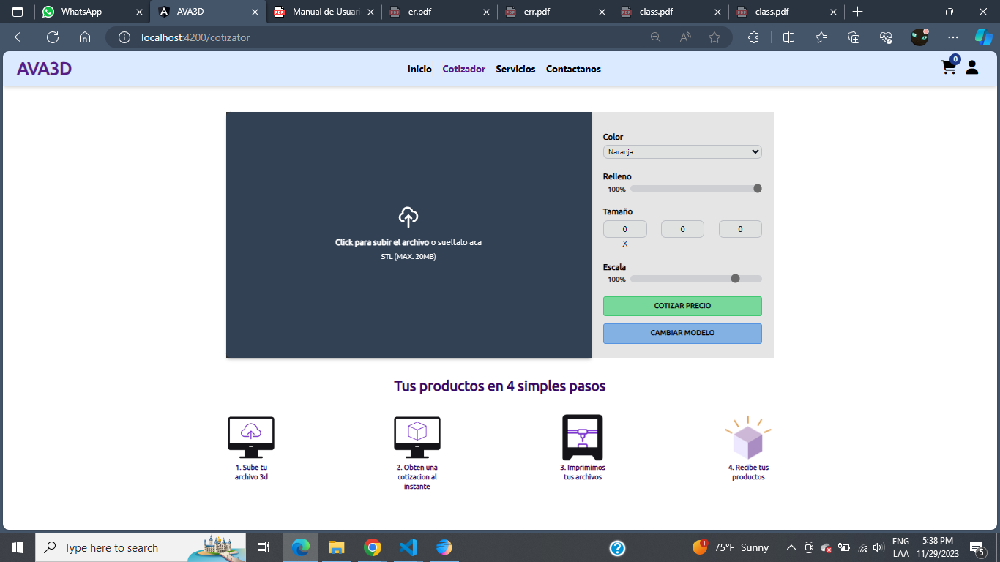 WhatsApp
AVA3D
Manual de Usuari
er.pdf
err.pdf
class.pdf
class.pdf
localhost:4200/cotizator
AVA3D
Inicio
Cotizador
Servicios
Contactanos
0
Click para subir el archivo o sueltalo aca
STL (MAX. 20MB)
Color
Naranja
Relleno
100%
Tamaño
0 0 0
X
Escala
100%
COTIZAR PRECIO
CAMBIAR MODELO
Tus productos en 4 simples pasos
1. Sube tu
archivo 3d
2. Obten una
cotizacion al
instante
3. Imprimimos
tus archivos
4. Recibe tus
productos
Type here to search
1
75°F Sunny
ENG
LAA
5:38 PM
11/29/2023
5